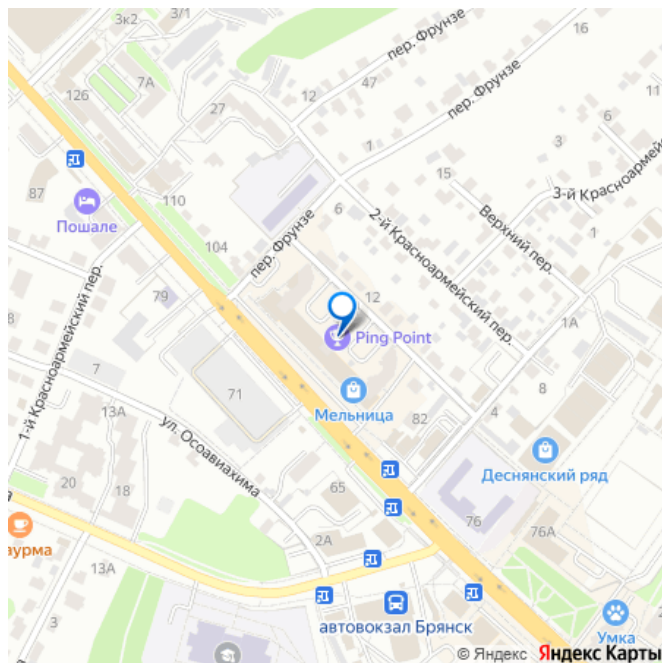 3к2
3/1
16
пер. Фрунзе
126
7А
47
12
27
пер. Фрунзе
11
6
1
3
87
110
15
3-й Красноармей
Пошале
6
2-й Красноармейский пер.
Верхний пер.
1
104
пер. Фрунзе
1-й Красноармейский пер.
79
12
8
Ping Point
1А
7
71
8
Мельница
4
13А
82
ул. Осоавиахима
Деснянский ряд
20
18
65
76
аурма
2А
76А
13А
3
автовокзал Брянск
Умка
© Яндекс Яндекс Карты